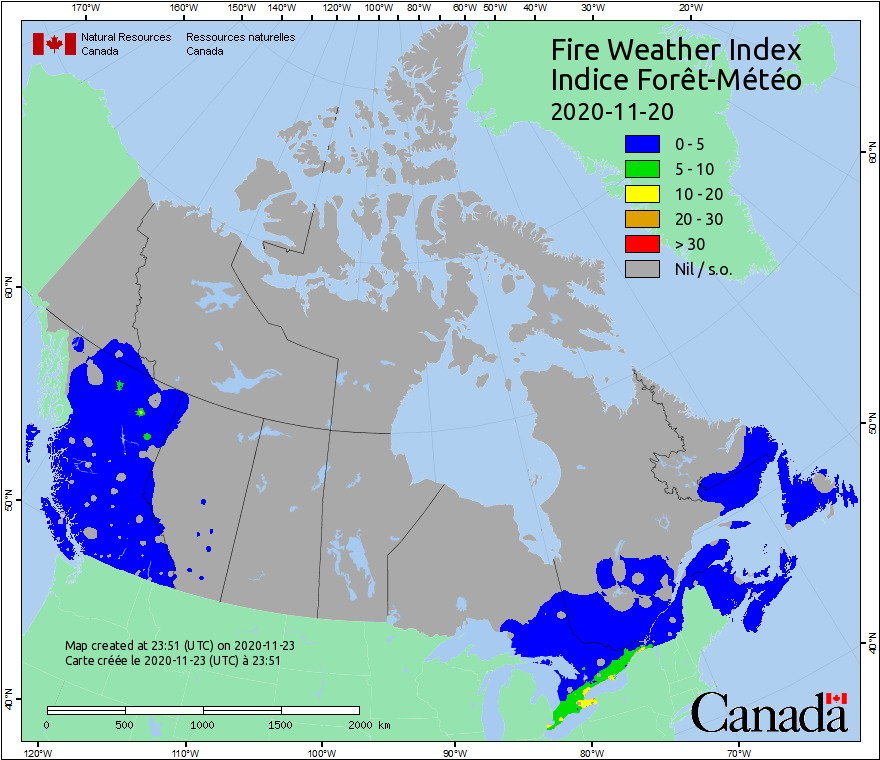 170°W 160°W 150°W 140°W 130°W 120°W 110°W 100°W 90°W 80°W 60°W 50°W 40°W 30°W 20°W
Natural Resources Canada
Ressources naturelles Canada
Fire Weather Index
Indice Forêt-Météo
2020-11-20
0 - 5
5 - 10
10 - 20
20 - 30
> 30
Nil / s.o.
60°N
60°N
50°N
50°N
40°N
40°N
Map created at 23:51 (UTC) on 2020-11-23
Carte créée le 2020-11-23 (UTC) à 23:51
0 500 1000 1500 2000 km
Canada
120°W 110°W 100°W 90°W 80°W 70°W